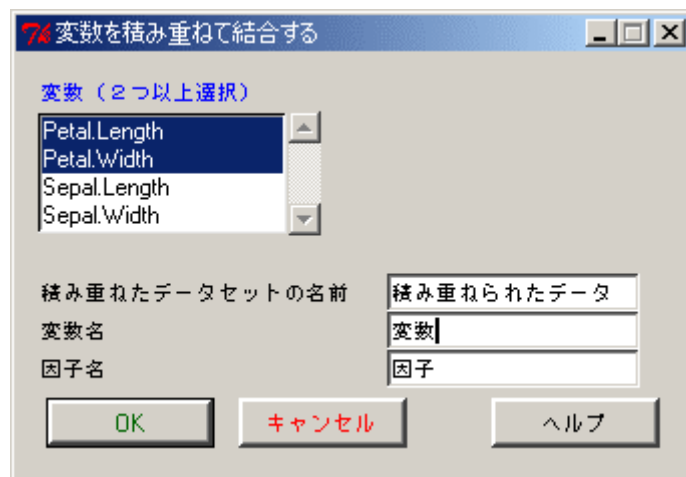 変数を積み重ねて結合する
変数（２つ以上選択）
Petal.Length
Petal.Width
Sepal.Length
Sepal.Width
積み重ねたデータセットの名前 積み重ねられたデータ
変数名 変数
因子名 因子
OK キャンセル ヘルプ